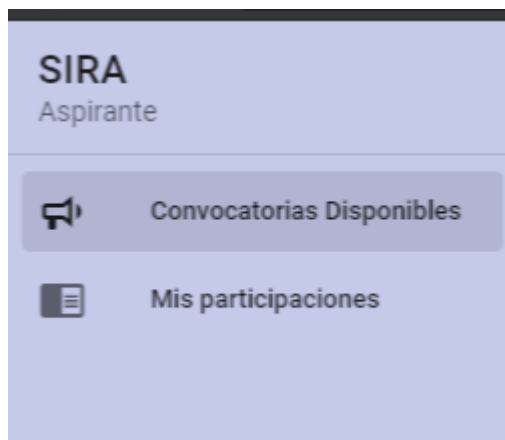 SIRA
Aspirante
Convocatorias Disponibles
Mis participaciones